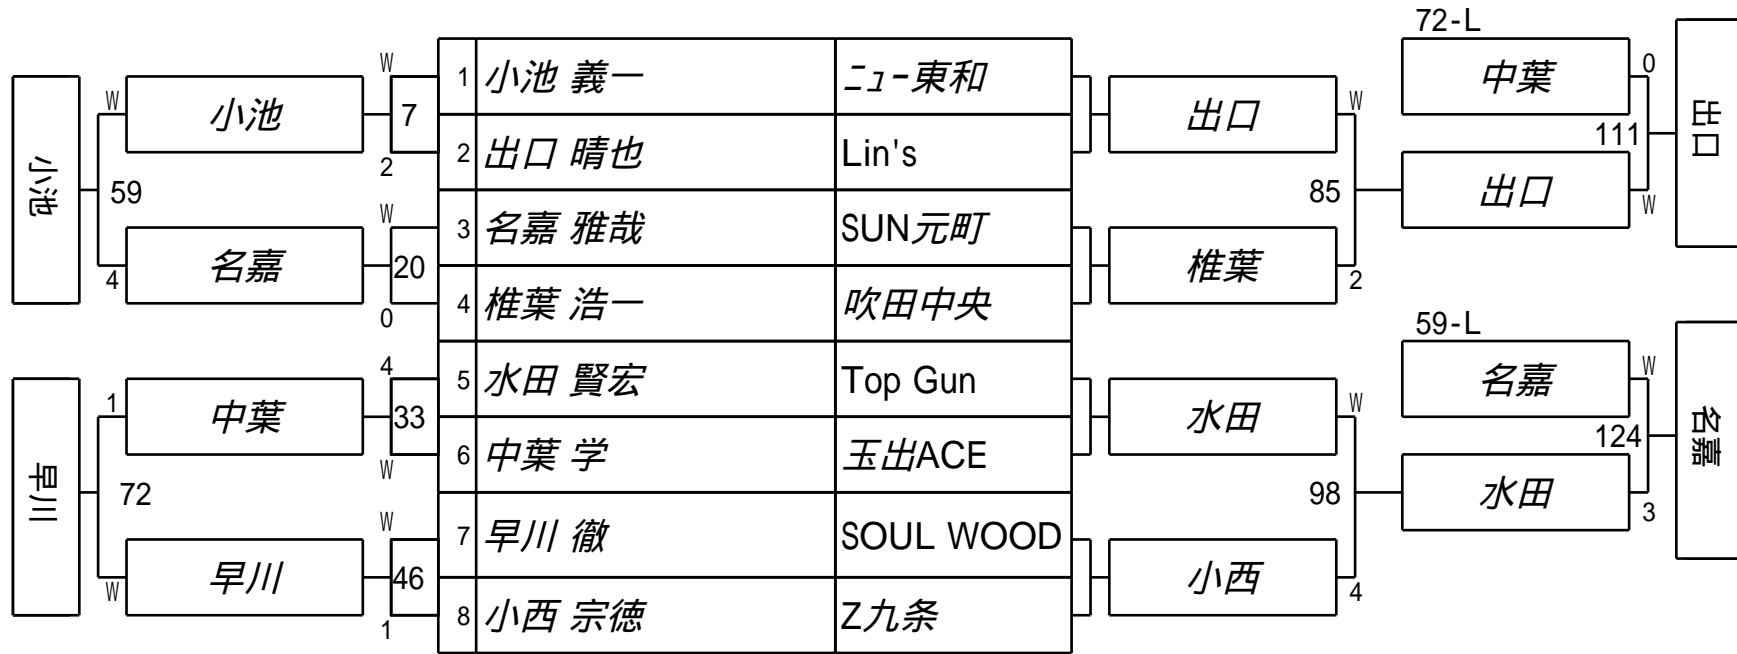 小池
W
小池
59
4
名嘉
W
7
2
W
20
0
早川
1
中葉
72
W
早川
4
33
W
W
46
1
1 小池 義一 ニュー東和
2 出口 晴也 Lin's
3 名嘉 雅哉 SUN元町
4 椎葉 浩一 吹田中央
5 水田 賢宏 Top Gun
6 中葉 学 玉出ACE
7 早川 徹 SOUL WOOD
8 小西 宗徳 Z九条
出口
W
85
椎葉
2
水田
W
98
小西
4
72-L
中葉
0
111
出口
W
出口
59-L
名嘉
W
124
水田
3
名嘉